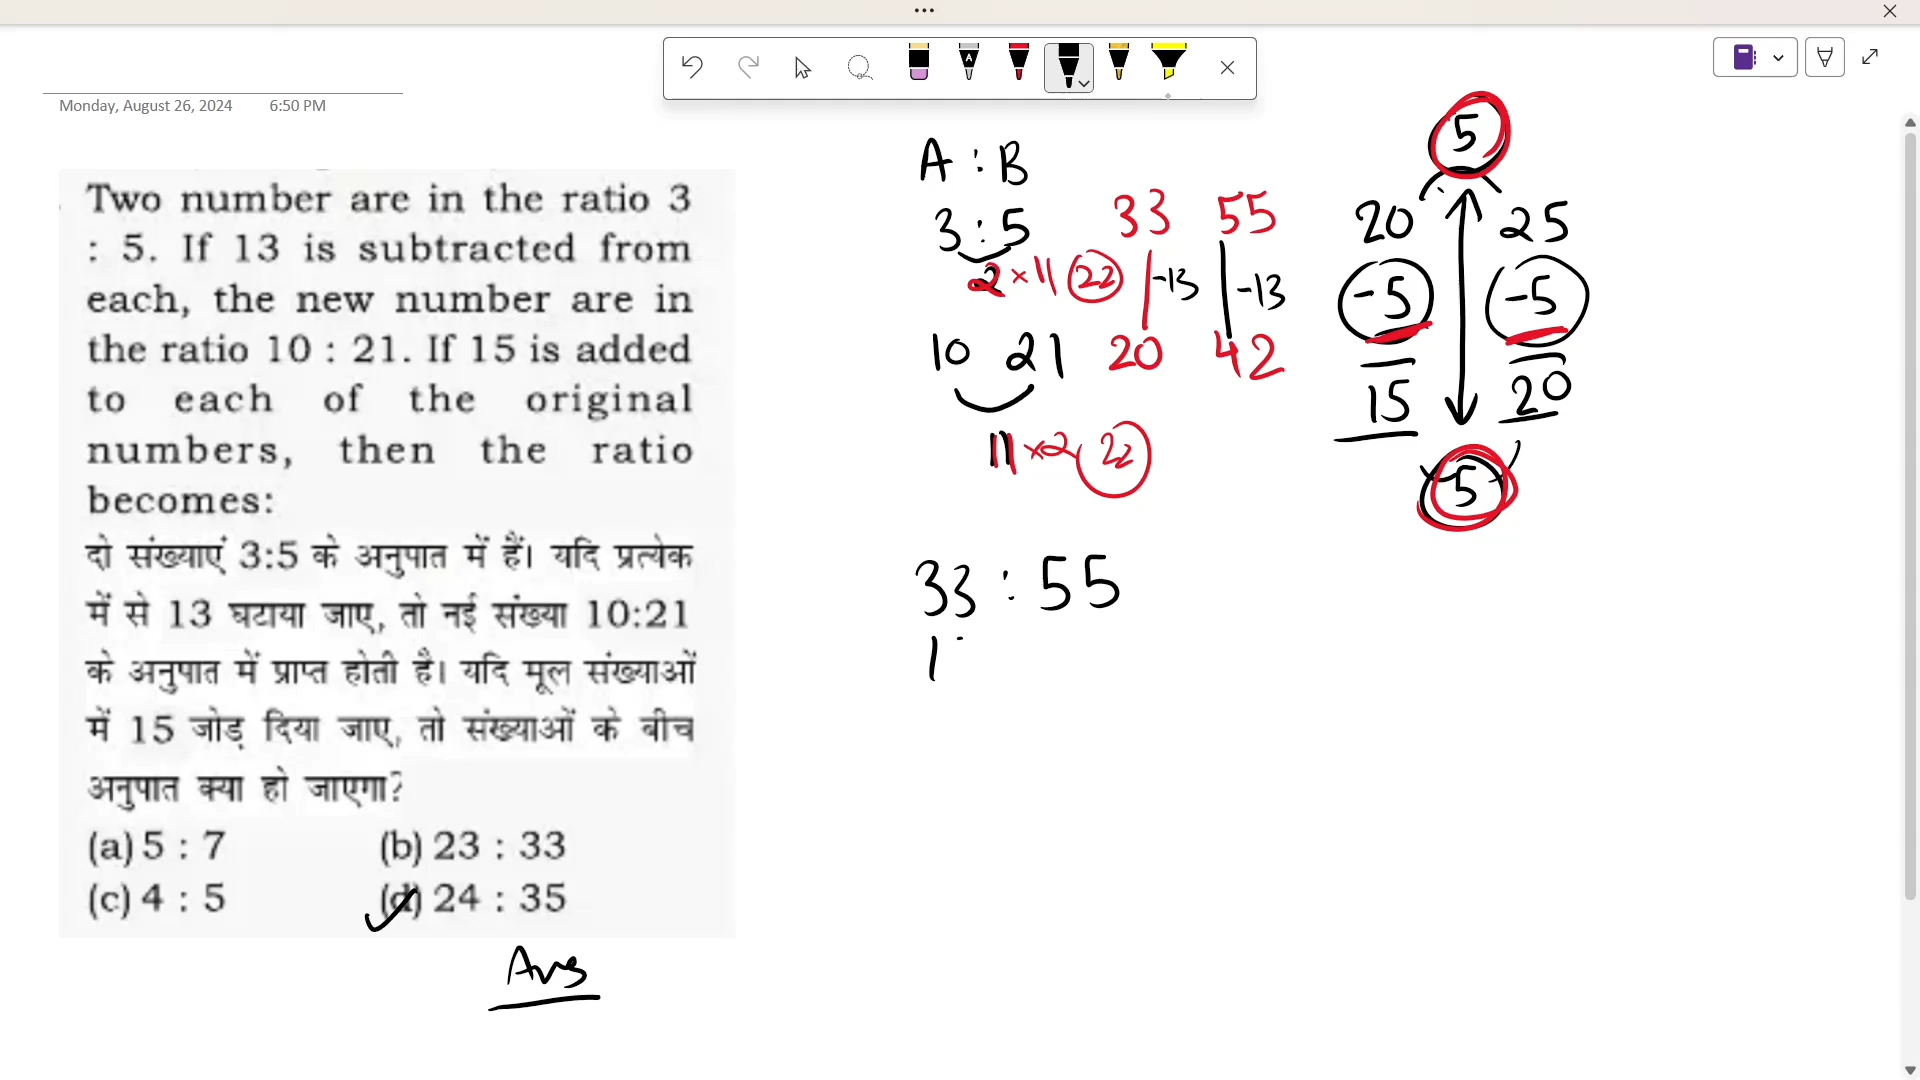 Monday, August 26, 2024 6:50 PM
Two number are in the ratio 3
: 5. If 13 is subtracted from
each, the new number are in
the ratio 10 : 21. If 15 is added
to each of the original
numbers, then the ratio
becomes:
दो संख्याएं 3:5 के अनुपात में हैं। यदि प्रत्येक
में से 13 घटाया जाए, तो नई संख्या 10:21
के अनुपात में प्राप्त होती है। यदि मूल संख्याओं
में 15 जोड़ दिया जाए, तो संख्याओं के बीच
अनुपात क्या हो जाएगा?
(a) 5 : 7 (b) 23 : 33
(c) 4 : 5 (d) 24 : 35
Ans
A : B
3 : 5 33 55
2 × 11 22 -13 -13
10 21 20 42
11 ×2 22
33 : 55
1
5
20 25
-5 -5
15 20
5